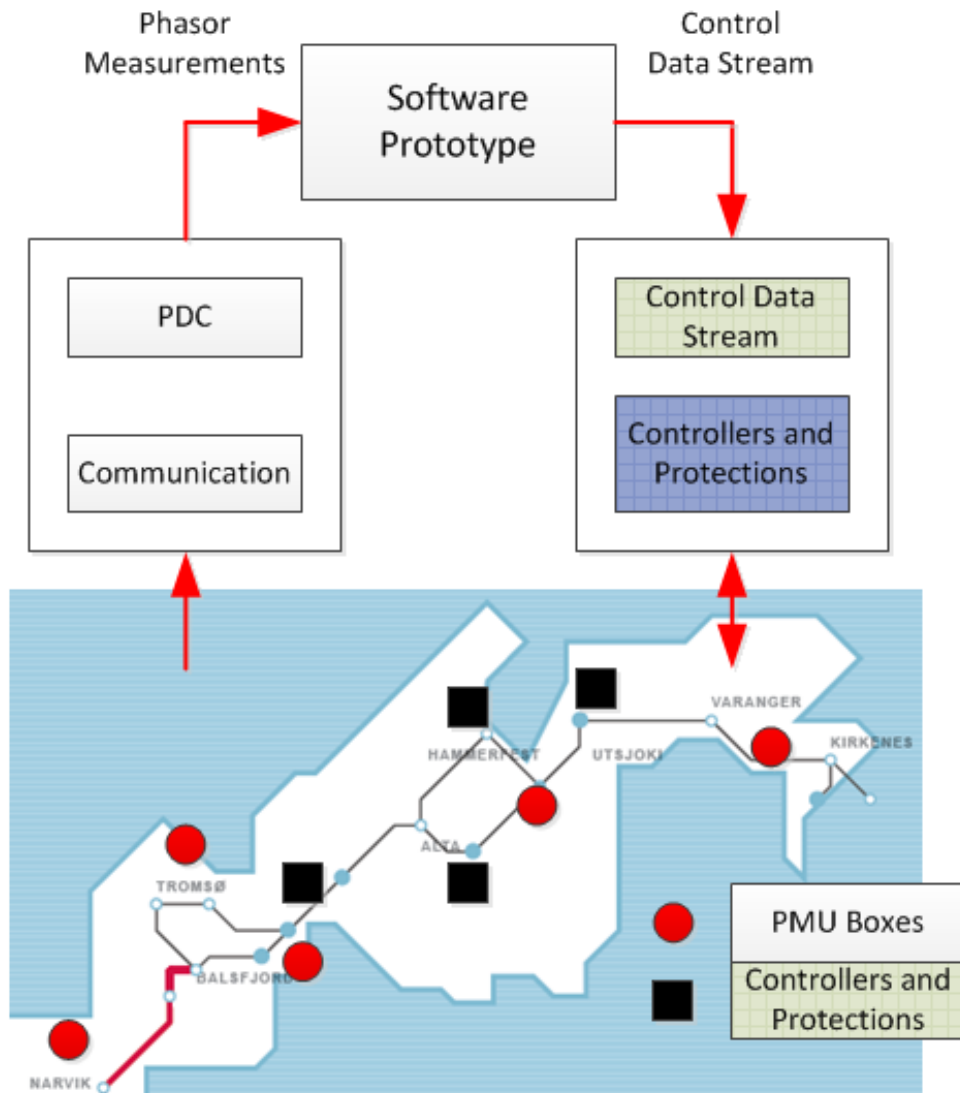 Phasor
Measurements
Control
Data Stream
Software
Prototype
PDC
Communication
Control Data
Stream
Controllers and
Protections
VARANGER
KIRKENES
HAMMERFEST
UTSJOKI
ALTA
TROMSØ
BALSFJORD
NARVIK
PMU Boxes
Controllers and
Protections